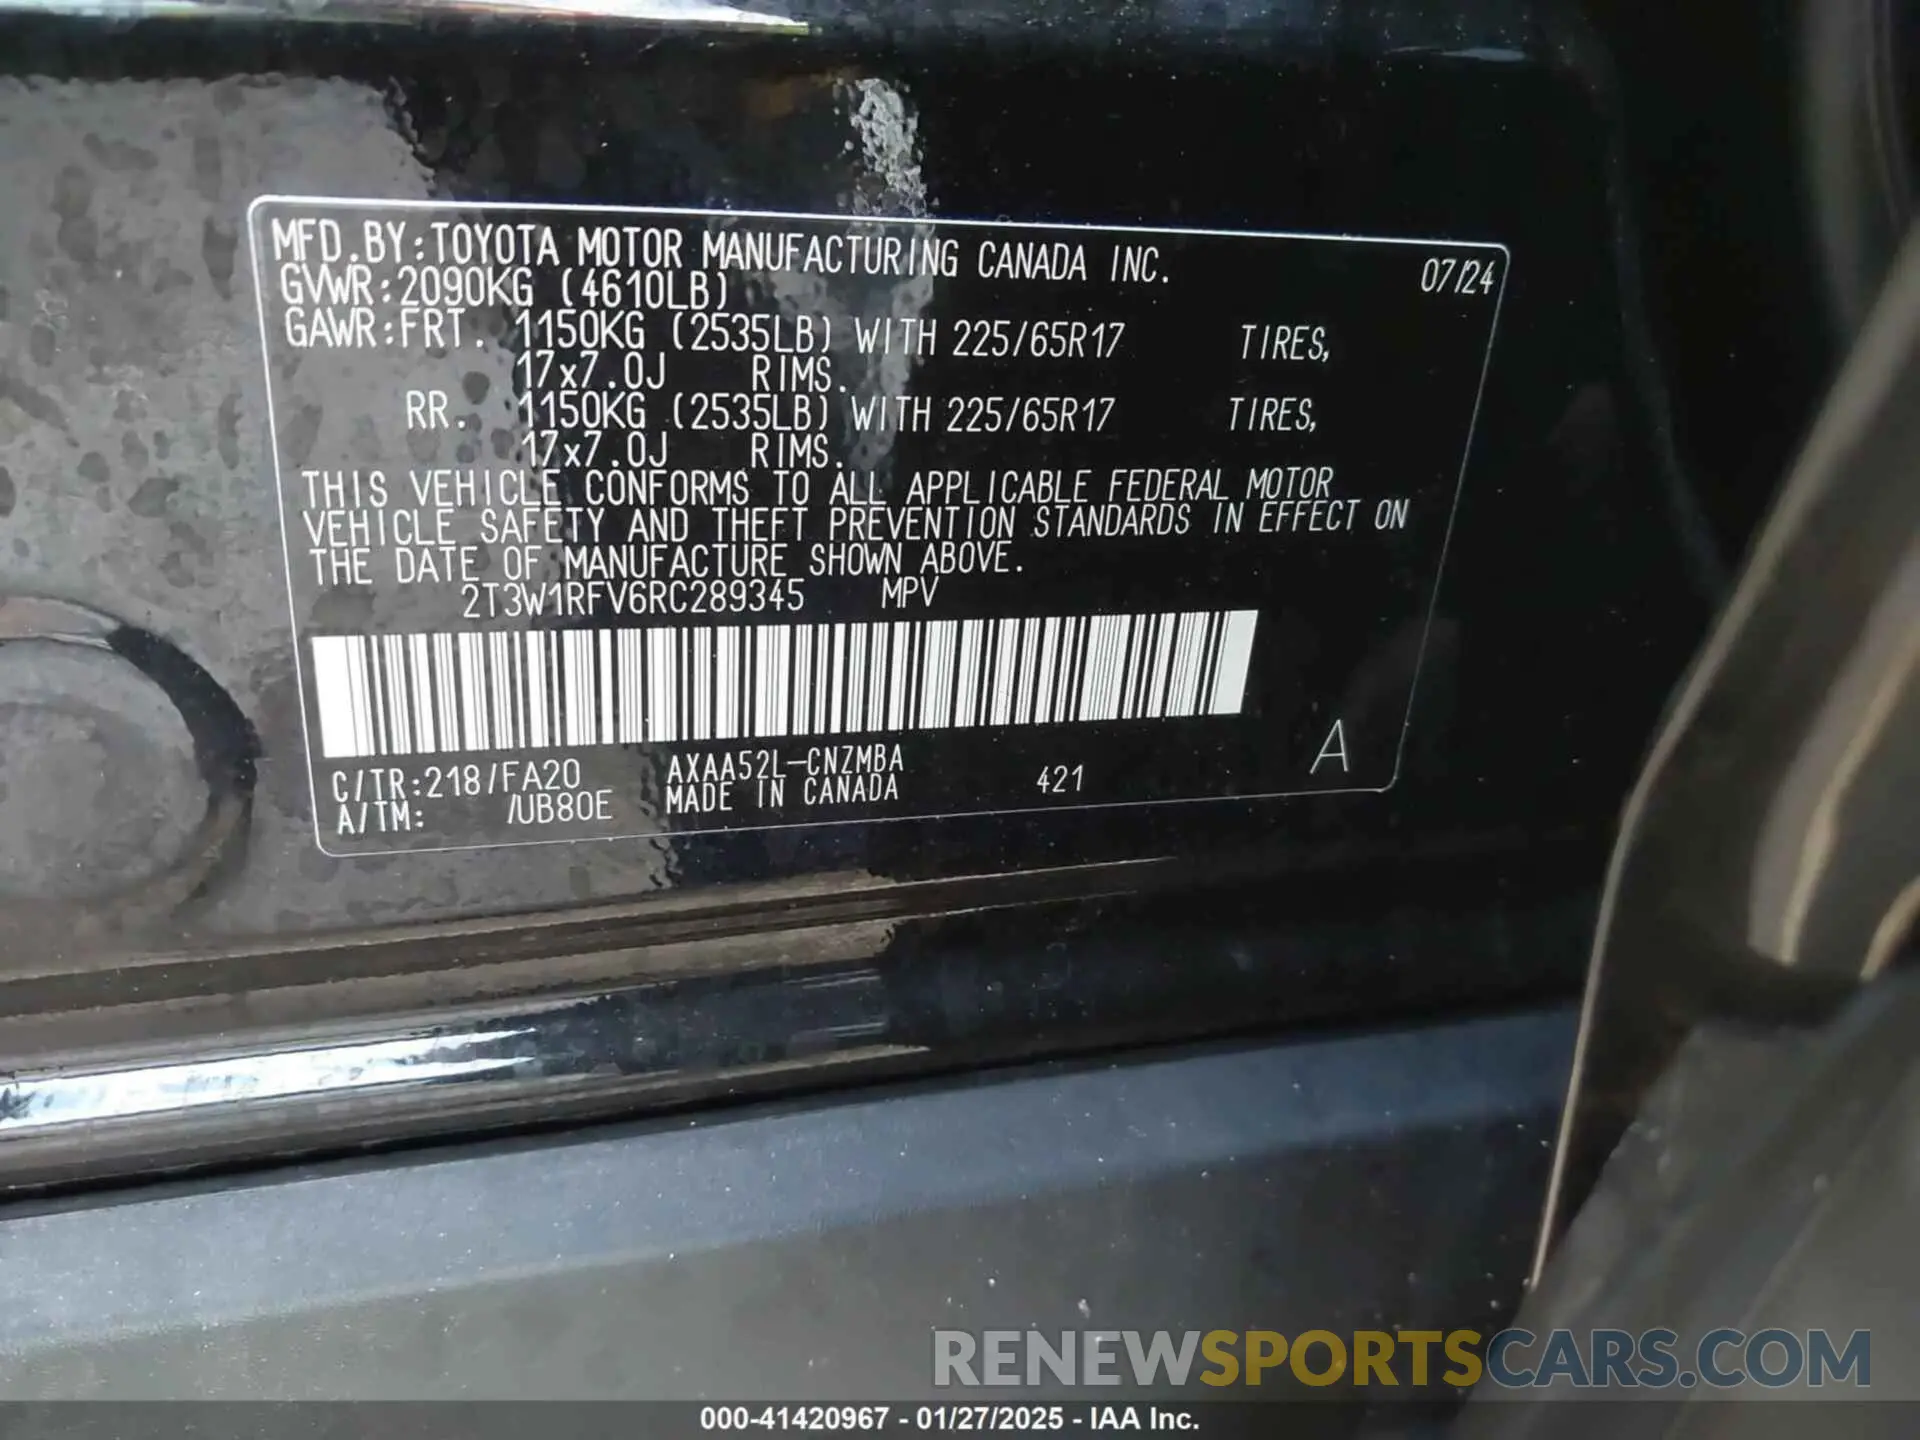 MFD.BY:TOYOTA MOTOR MANUFACTURING CANADA INC. 07/24
GVWR:2090KG (4610LB)
GAWR:FRT. 1150KG (2535LB) WITH 225/65R17 TIRES,
17x7.0J RIMS.
RR. 1150KG (2535LB) WITH 225/65R17 TIRES,
17x7.0J RIMS.
THIS VEHICLE CONFORMS TO ALL APPLICABLE FEDERAL MOTOR
VEHICLE SAFETY AND THEFT PREVENTION STANDARDS IN EFFECT ON
THE DATE OF MANUFACTURE SHOWN ABOVE.
2T3W1RFV6RC289345 MPV
C/TR:218/FA20 AXAA52L-CNZMBA 421 A
A/TM: /UB80E MADE IN CANADA
RENEWSPORTSCARS.COM
000-41420967 - 01/27/2025 - IAA Inc.